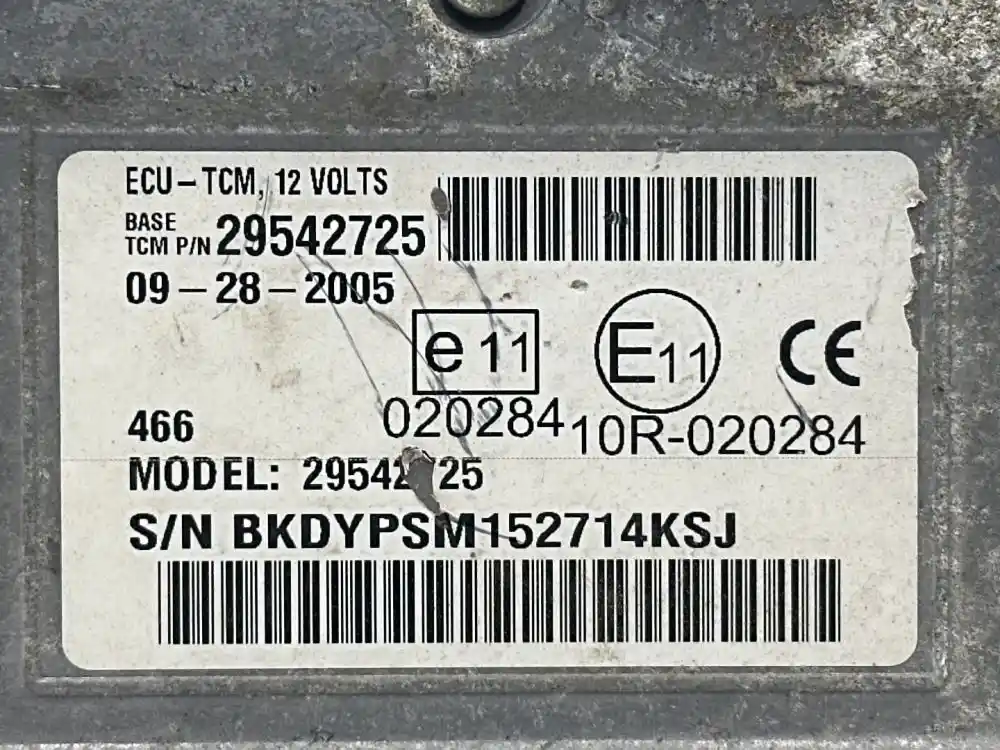 ECU – TCM, 12 VOLTS
BASE
TCM P/N 29542725
09 – 28 – 2005
e 11
E11
CE
020284
10R-020284
466
MODEL: 29542725
S/N BKDYPSM152714KSJ